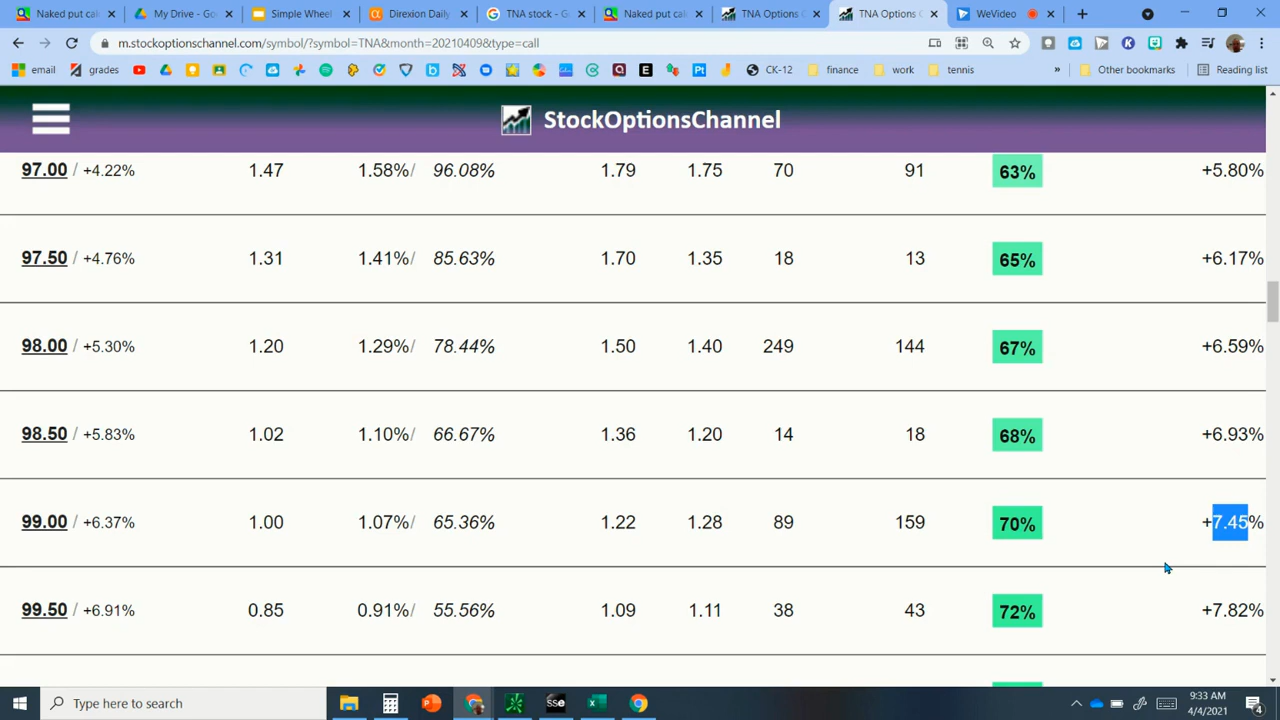 Naked put cal
My Drive - Go
Simple Whee
Direxion Daily
TNA stock - G
Naked put cal
TNA Options C
TNA Options C
WeVideo
m.stockoptionschannel.com/symbol/?symbol=TNA&month=20210409&type=call
email grades CK-12 finance work tennis » Other bookmarks Reading list
StockOptionsChannel
97.00 / +4.22% 1.47 1.58%/ 96.08% 1.79 1.75 70 91 63% +5.80%
97.50 / +4.76% 1.31 1.41%/ 85.63% 1.70 1.35 18 13 65% +6.17%
98.00 / +5.30% 1.20 1.29%/ 78.44% 1.50 1.40 249 144 67% +6.59%
98.50 / +5.83% 1.02 1.10%/ 66.67% 1.36 1.20 14 18 68% +6.93%
99.00 / +6.37% 1.00 1.07%/ 65.36% 1.22 1.28 89 159 70% +7.45%
99.50 / +6.91% 0.85 0.91%/ 55.56% 1.09 1.11 38 43 72% +7.82%
Type here to search
sse
9:33 AM
4/4/2021
4